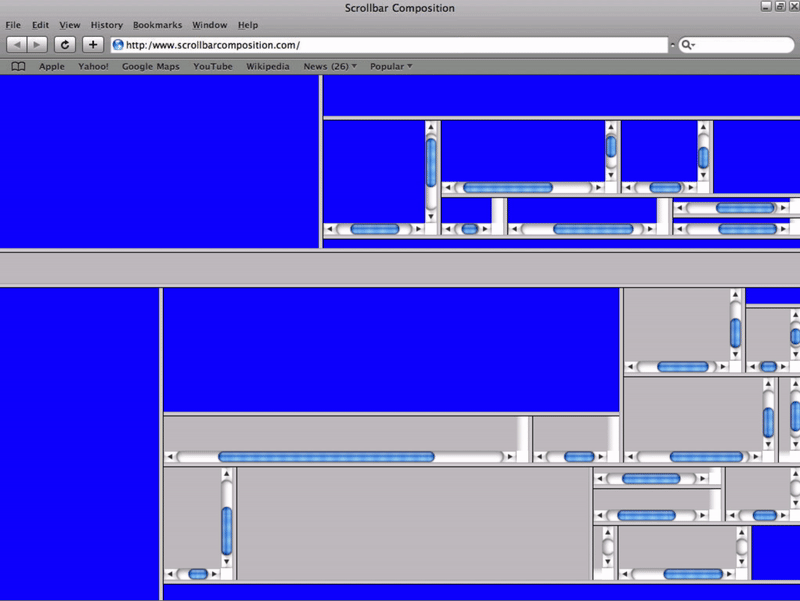 Scrollbar Composition
File Edit View History Bookmarks Window Help
http:/www.scrollbarcomposition.com/
Apple Yahoo! Google Maps YouTube Wikipedia News (26) Popular